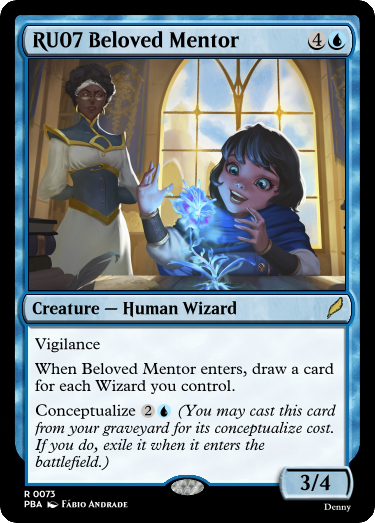 RU07 Beloved Mentor 4
Creature — Human Wizard
Vigilance
When Beloved Mentor enters, draw a card
for each Wizard you control.
Conceptualize 2 (You may cast this card
from your graveyard for its conceptualize cost.
If you do, exile it when it enters the
battlefield.)
3/4
R 0073
PBA Fábio Andrade
Denny